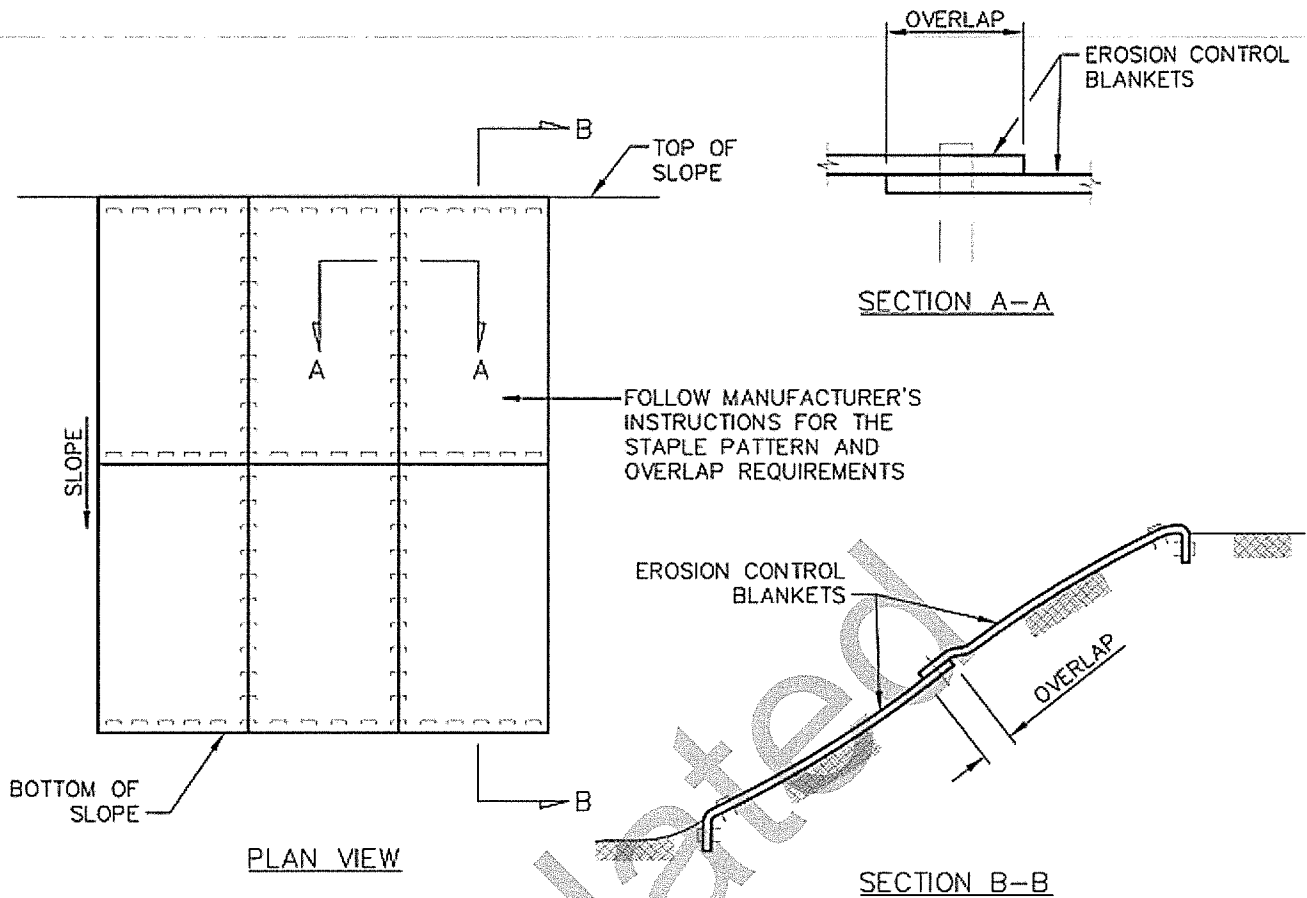 OVERLAP
EROSION CONTROL
BLANKETS
B
TOP OF
SLOPE
SECTION A-A
A
A
FOLLOW MANUFACTURER'S
INSTRUCTIONS FOR THE
STAPLE PATTERN AND
OVERLAP REQUIREMENTS
SLOPE
EROSION CONTROL
BLANKETS
OVERLAP
BOTTOM OF
SLOPE
B
PLAN VIEW
SECTION B-B